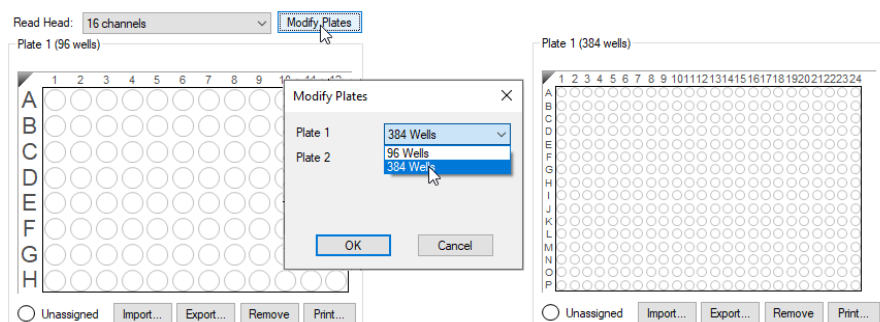 Read Head: 16 channels Modify Plates
Plate 1 (96 wells)
1 2 3 4 5 6 7 8 9 10 11 12
A
B
C
D
E
F
G
H
Unassigned Import... Export... Remove Print...
Modify Plates
Plate 1 384 Wells
96 Wells
384 Wells
Plate 2
OK Cancel
Plate 1 (384 wells)
1 2 3 4 5 6 7 8 9 10 11 12 13 14 15 16 17 18 19 20 21 22 23 24
A
B
C
D
E
F
G
H
I
J
K
L
M
N
O
P
Unassigned Import... Export... Remove Print...